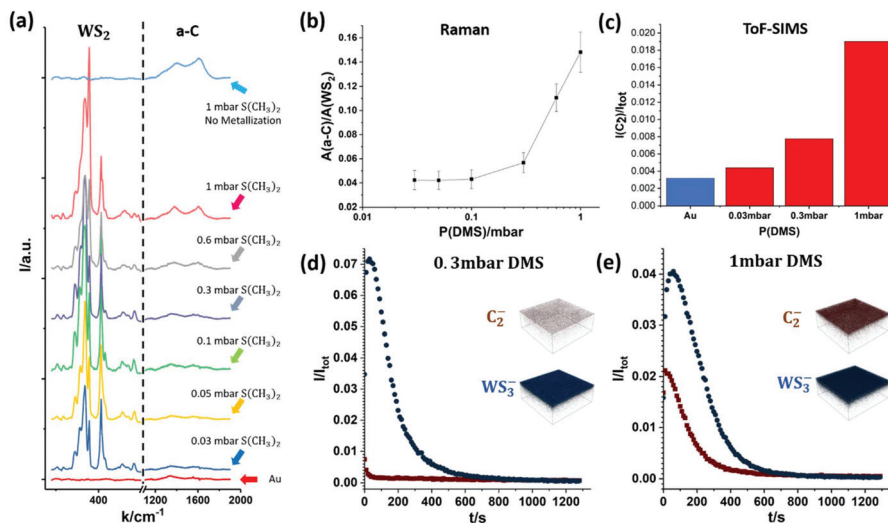 (a)
WS₂
a-C
1 mbar S(CH₃)₂
No Metallization
1 mbar S(CH₃)₂
0.6 mbar S(CH₃)₂
0.3 mbar S(CH₃)₂
0.1 mbar S(CH₃)₂
0.05 mbar S(CH₃)₂
0.03 mbar S(CH₃)₂
Au
I/a.u.
400
1200
1600
2000
k/cm⁻¹
(b)
Raman
A(a-C)/A(WS₂)
0.16
0.14
0.12
0.10
0.08
0.06
0.04
0.02
0.01
0.1
1
P(DMS)/mbar
(c)
ToF-SIMS
I(C₂)/Iₜₒₜ
0.020
0.018
0.016
0.014
0.012
0.010
0.008
0.006
0.004
0.002
0.000
Au
0.03mbar
0.3mbar
1mbar
P(DMS)
(d)
0.3mbar DMS
C₂⁻
WS₃⁻
I/Iₜₒₜ
0.07
0.06
0.05
0.04
0.03
0.02
0.01
0.00
0
200
400
600
800
1000
1200
t/s
(e)
1mbar DMS
C₂⁻
WS₃⁻
I/Iₜₒₜ
0.04
0.03
0.02
0.01
0.00
0
200
400
600
800
1000
1200
t/s